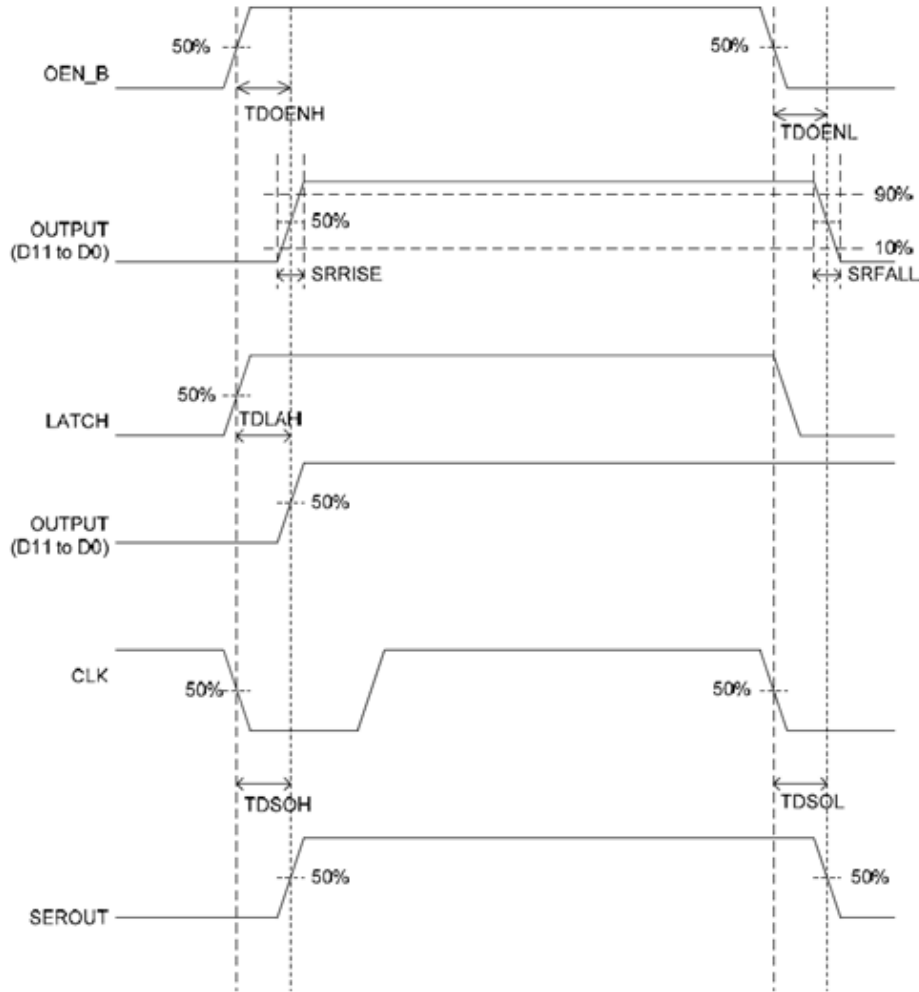 50%
50%
OEN_B
TDOENH
TDOENL
90%
OUTPUT
(D11 to D0)
50%
10%
SRRISE
SRFALL
50%
LATCH
TDLAH
50%
OUTPUT
(D11 to D0)
CLK
50%
50%
TDSOH
TDSOL
50%
50%
SEROUT